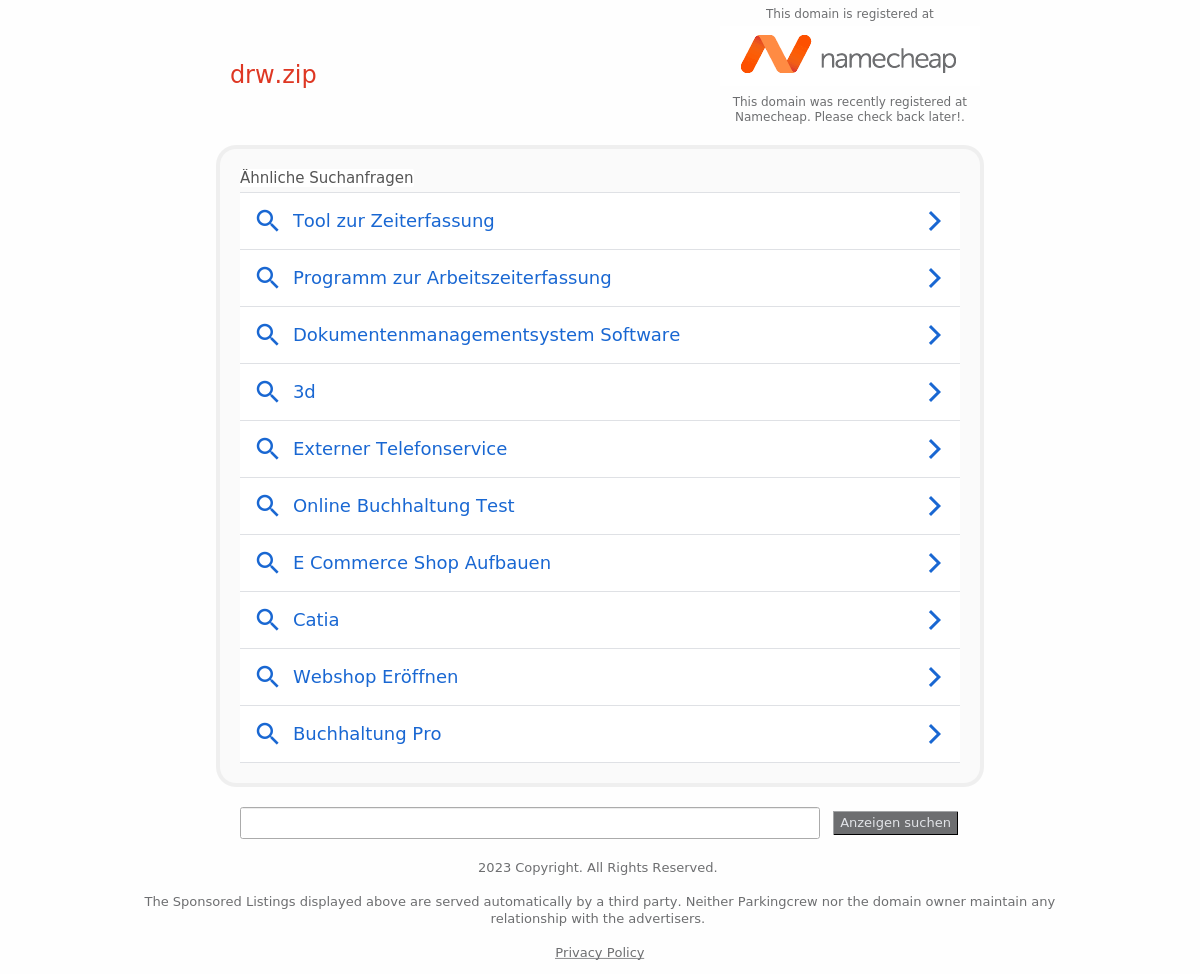 This domain is registered at
namecheap
drw.zip
This domain was recently registered at
Namecheap. Please check back later!.
Ähnliche Suchanfragen
Tool zur Zeiterfassung
Programm zur Arbeitszeiterfassung
Dokumentenmanagementsystem Software
3d
Externer Telefonservice
Online Buchhaltung Test
E Commerce Shop Aufbauen
Catia
Webshop Eröffnen
Buchhaltung Pro
Anzeigen suchen
2023 Copyright. All Rights Reserved.
The Sponsored Listings displayed above are served automatically by a third party. Neither Parkingcrew nor the domain owner maintain any
relationship with the advertisers.
Privacy Policy